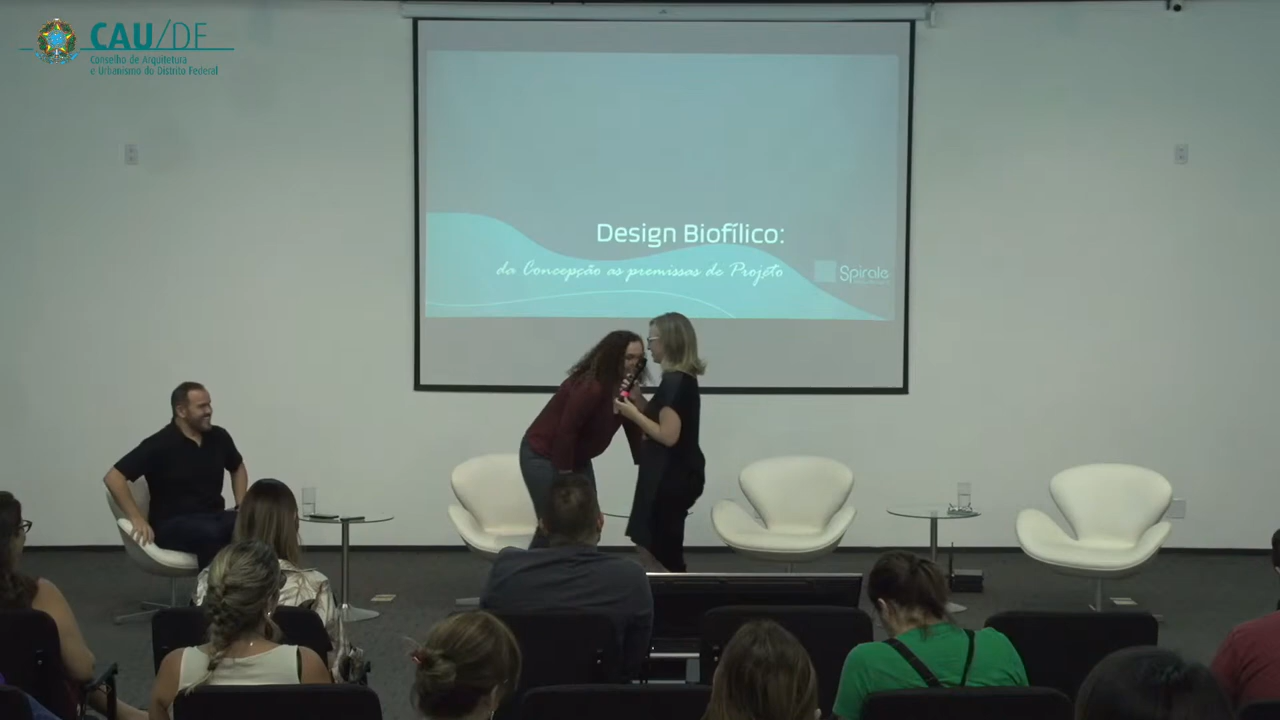 CAU/DF
Conselho de Arquitetura
e Urbanismo do Distrito Federal
Design Biofílico:
da Concepção as premissas de Projeto
Spirale